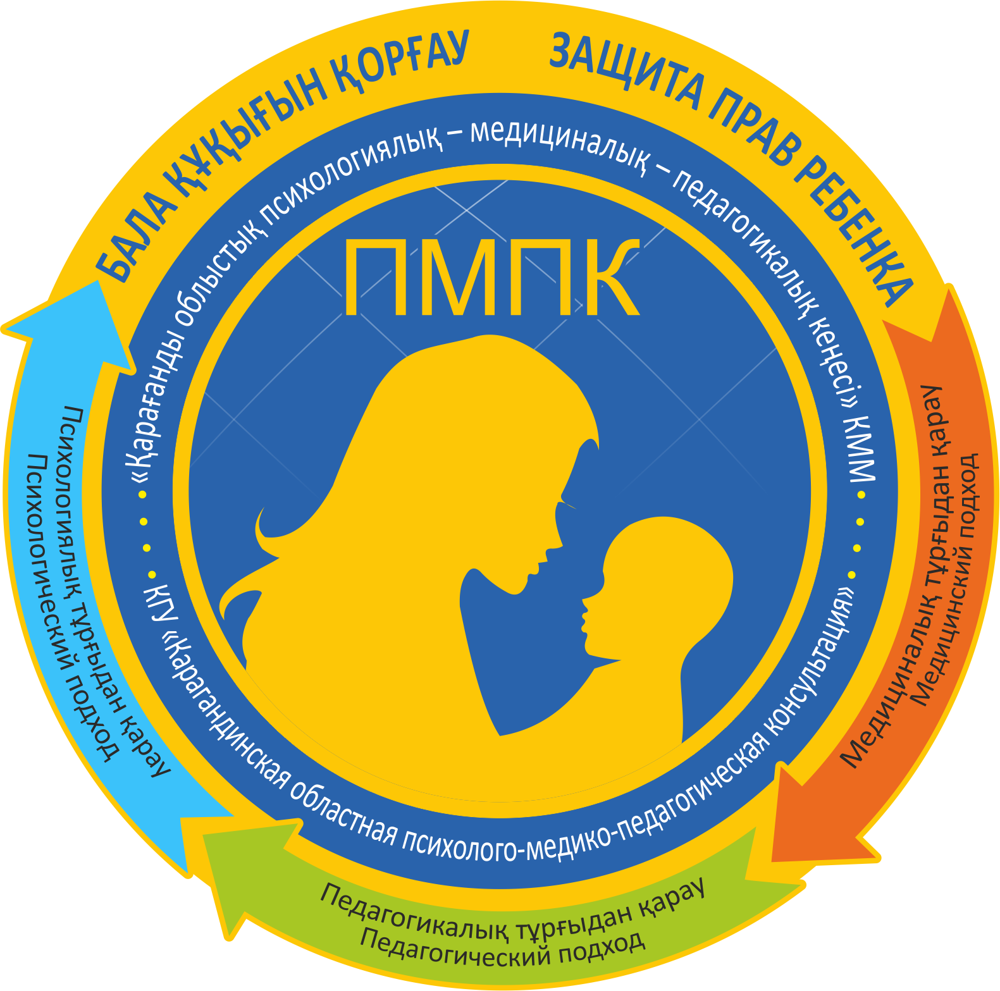 БАЛА ҚҰҚЫҒЫН ҚОРҒАУ
ЗАЩИТА ПРАВ РЕБЕНКА
«Қарағанды облыстық психологиялық – медициналық – педагогикалық кеңесі» КММ
ПМПК
КГУ «Карагандинская областная психолого-медико-педагогическая консультация»
Психологиялық тұрғыдан қарау
Психологический подход
Медициналық тұрғыдан қарау
Медицинский подход
Педагогикалық тұрғыдан қарау
Педагогический подход